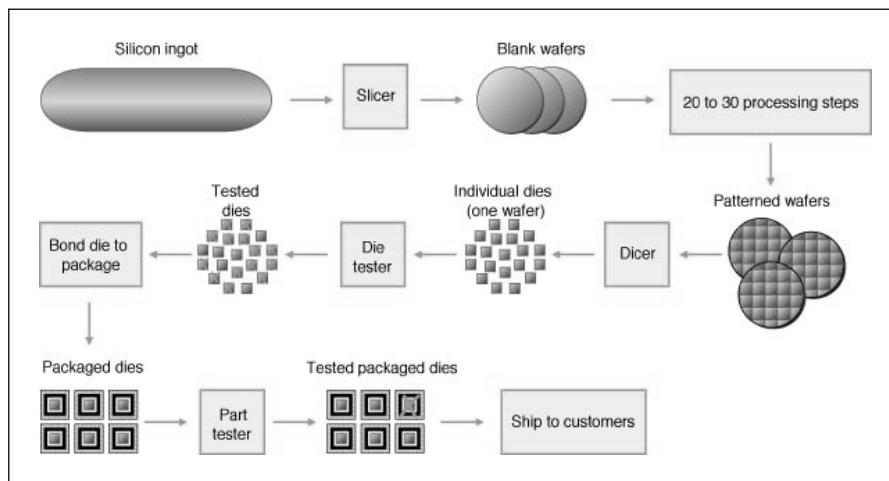 Silicon ingot
Slicer
Blank wafers
20 to 30 processing steps
Patterned wafers
Dicer
Individual dies
(one wafer)
Die
tester
Tested
dies
Bond die to
package
Packaged dies
Part
tester
Tested packaged dies
Ship to customers